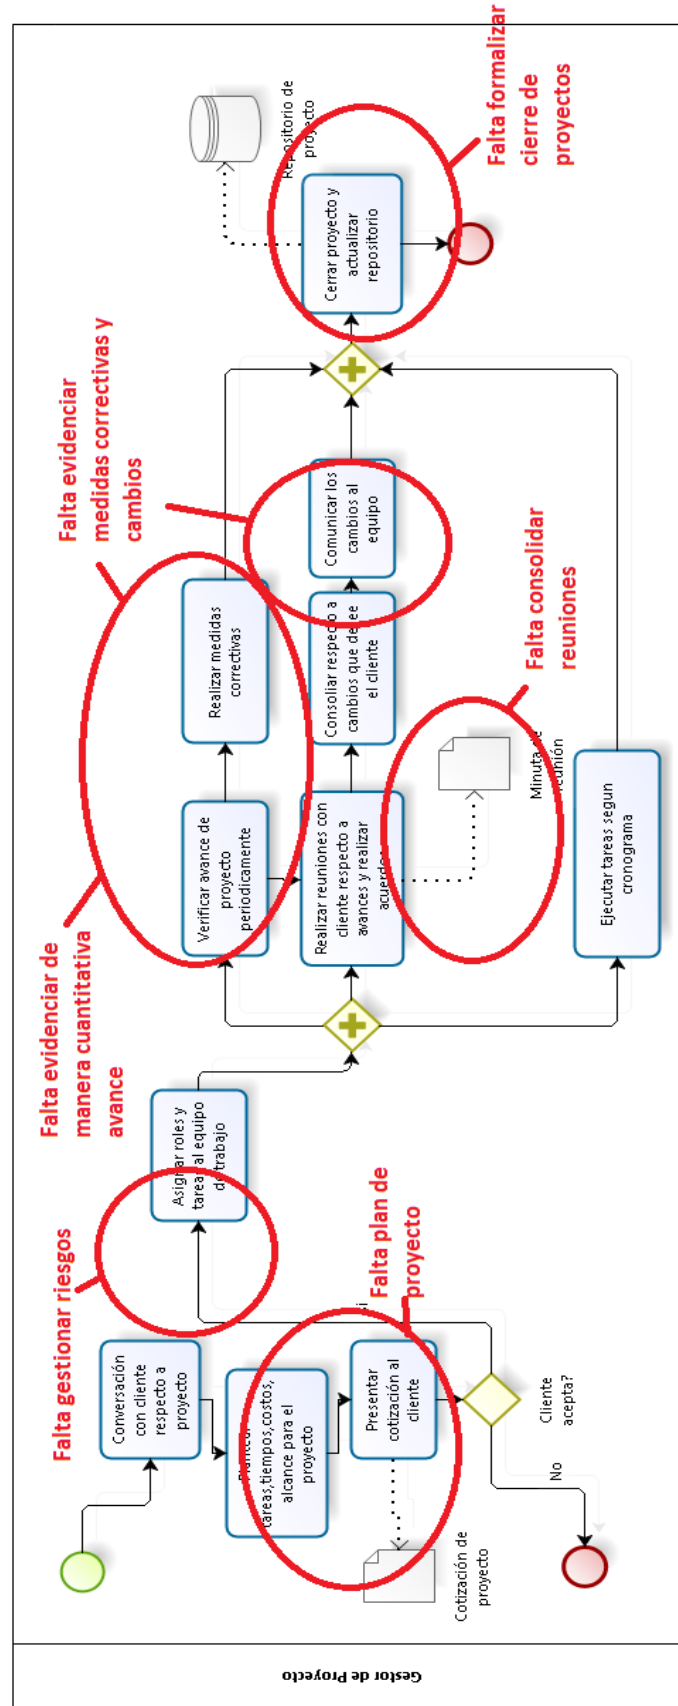 Gestor de Proyecto
Conversación
con cliente
respecto a
proyecto
Plantear
tareas,tiempos,costos,
alcance para el
proyecto
Presentar
cotización al
cliente
Cotización de
proyecto
Cliente
acepta?
No
si
Asignar roles y
tareas al equipo
de trabajo
Verificar avance de
proyecto
periodicamente
Realizar medidas
correctivas
Realizar reuniones con
cliente respecto a
avances y realizar
acuerdos
Minuta de
reunión
Consoliar respecto a
cambios que desee
el cliente
Comunicar los
cambios al
equipo
Ejecutar tareas segun
cronograma
Cerrar proyecto y
actualizar
repositorio
Repositorio de
proyecto
Falta gestionar riesgos
Falta plan de
proyecto
Falta evidenciar de
manera cuantitativa
avance
Falta evidenciar
medidas correctivas y
cambios
Falta consolidar
reuniones
Falta formalizar
cierre de
proyectos